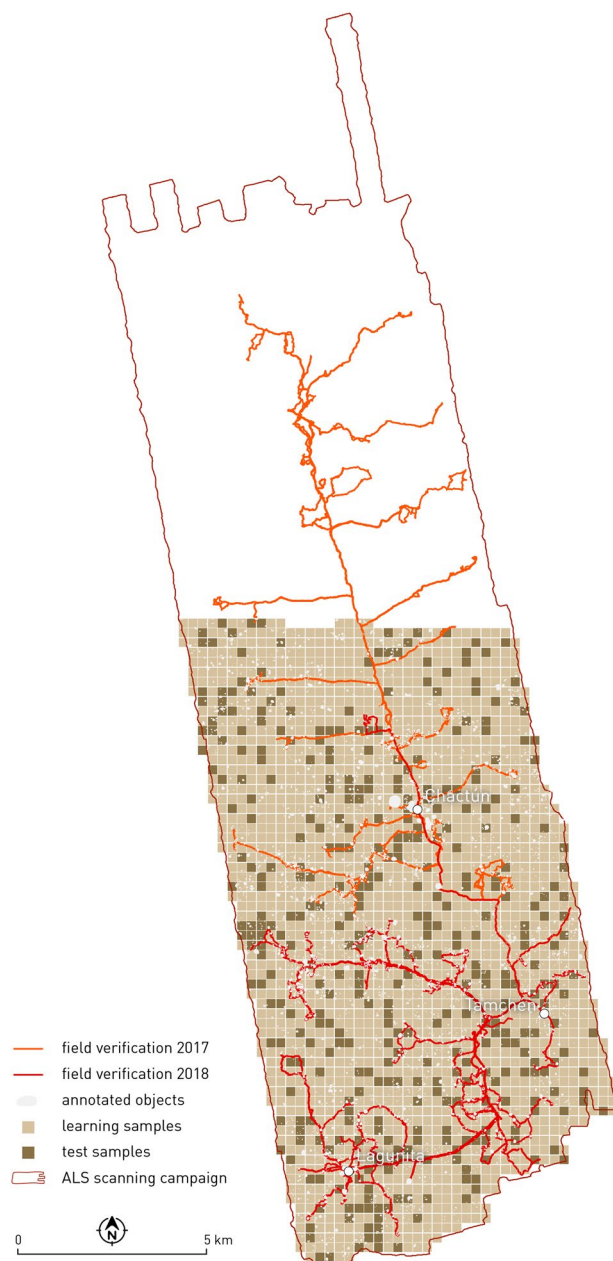 Chactún
Tamchén
Lagunita
field verification 2017
field verification 2018
annotated objects
learning samples
test samples
ALS scanning campaign
N
0 5 km